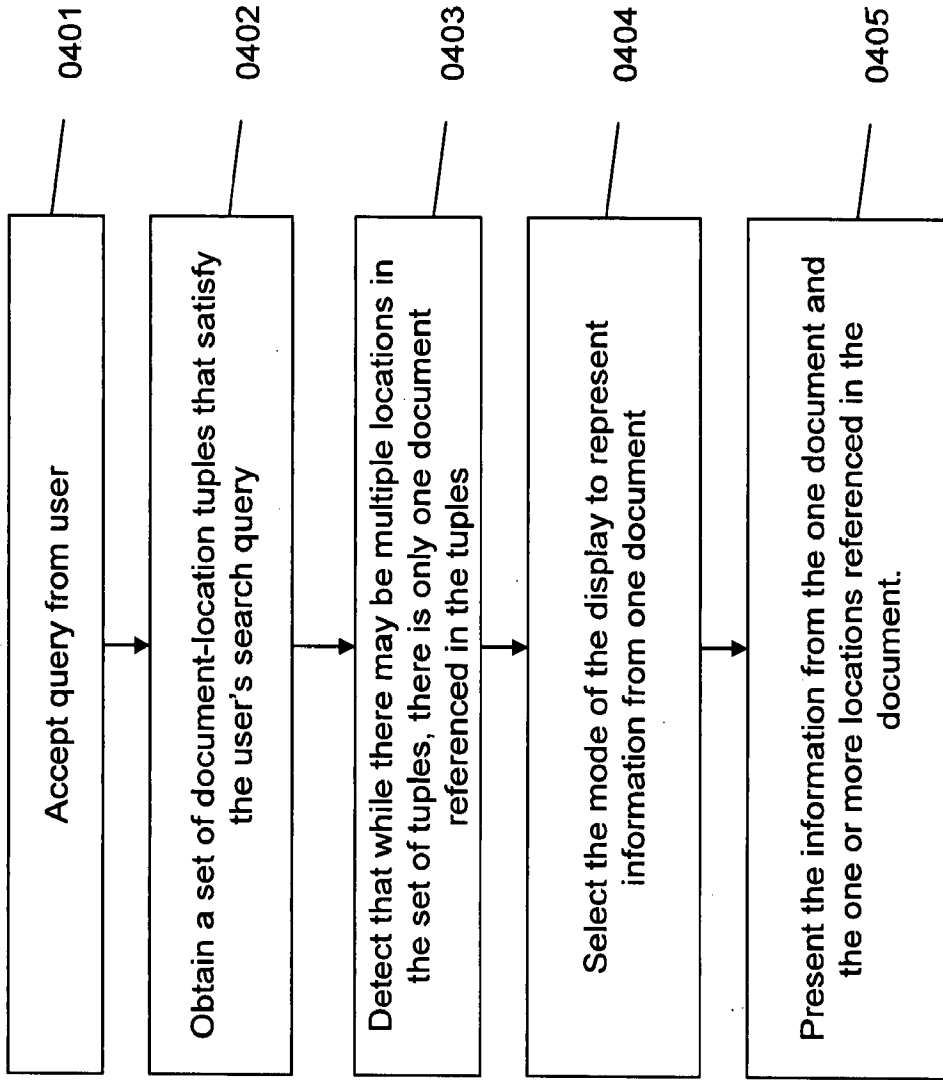 Accept query from user
0401
Obtain a set of document-location tuples that satisfy
the user's search query
0402
Detect that while there may be multiple locations in
the set of tuples, there is only one document
referenced in the tuples
0403
Select the mode of the display to represent
information from one document
0404
Present the information from the one document and
the one or more locations referenced in the
document.
0405